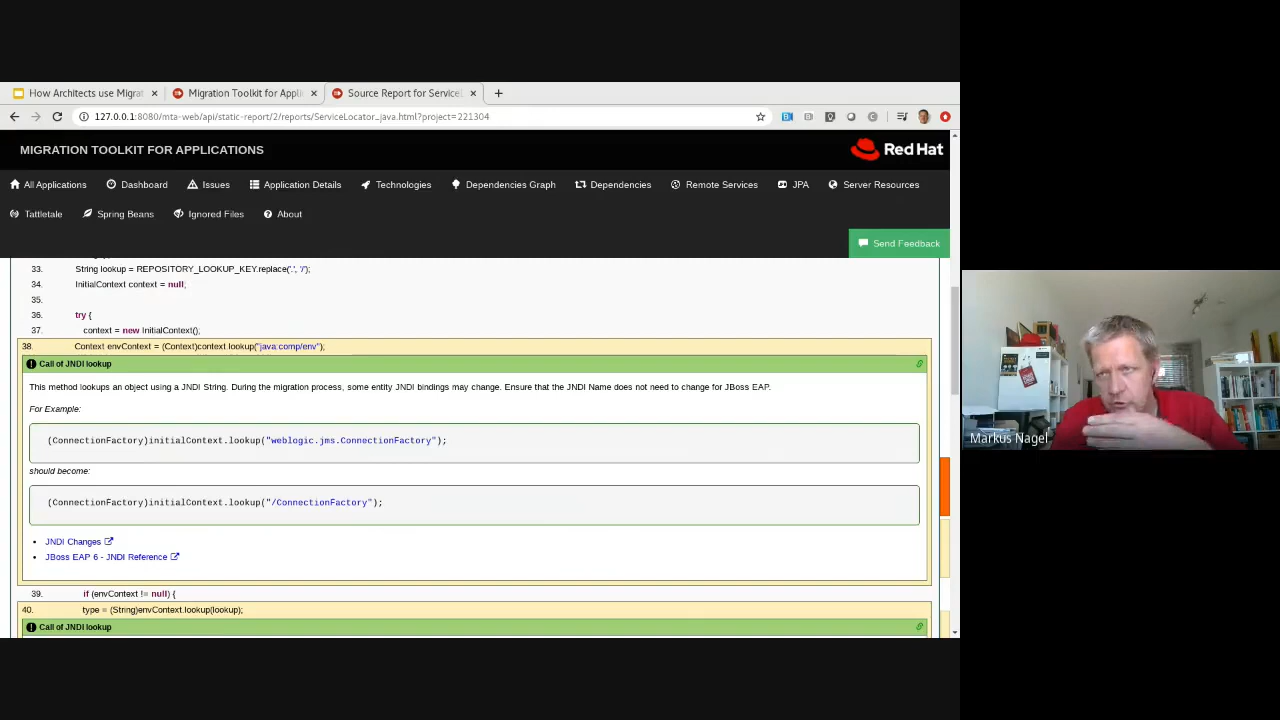 How Architects use Migrat
Migration Toolkit for Applic
Source Report for ServiceL
127.0.0.1:8080/mta-web/api/static-report/2/reports/ServiceLocator_java.html?project=221304
MIGRATION TOOLKIT FOR APPLICATIONS
Red Hat
All Applications
Dashboard
Issues
Application Details
Technologies
Dependencies Graph
Dependencies
Remote Services
JPA
Server Resources
Tattletale
Spring Beans
Ignored Files
About
Send Feedback
33. String lookup = REPOSITORY_LOOKUP_KEY.replace('.', '/');
34. InitialContext context = null;
35.
36. try {
37. context = new InitialContext();
38. Context envContext = (Context)context.lookup("java:comp/env");
Call of JNDI lookup
This method lookups an object using a JNDI String. During the migration process, some entity JNDI bindings may change. Ensure that the JNDI Name does not need to change for JBoss EAP.
For Example:
(ConnectionFactory)initialContext.lookup("weblogic.jms.ConnectionFactory");
should become:
(ConnectionFactory)initialContext.lookup("/ConnectionFactory");
JNDI Changes
JBoss EAP 6 - JNDI Reference
39. if (envContext != null) {
40. type = (String)envContext.lookup(lookup);
Call of JNDI lookup
Markus Nagel